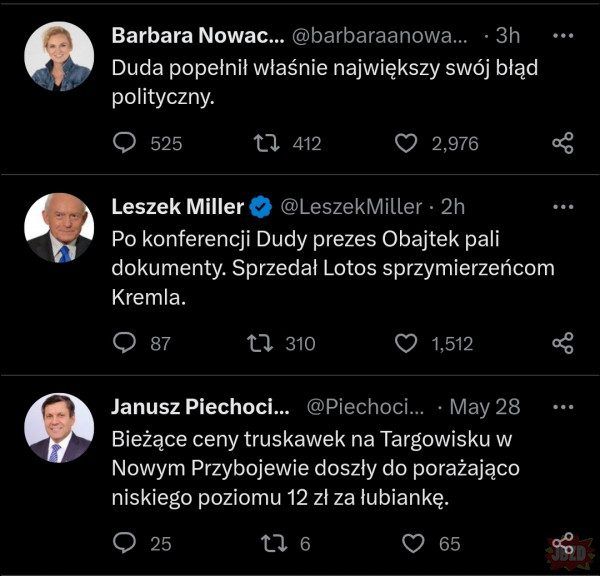 Barbara Nowac... @barbaraanowa... · 3h
Duda popełnił właśnie największy swój błąd
polityczny.
525 412 2,976
Leszek Miller @LeszekMiller · 2h
Po konferencji Dudy prezes Obajtek pali
dokumenty. Sprzedał Lotos sprzymierzeńcom
Kremla.
87 310 1,512
Janusz Piechoci... @Piechoci... · May 28
Bieżące ceny truskawek na Targowisku w
Nowym Przybojewie doszły do porażająco
niskiego poziomu 12 zł za łubiankę.
25 6 65
JBZD